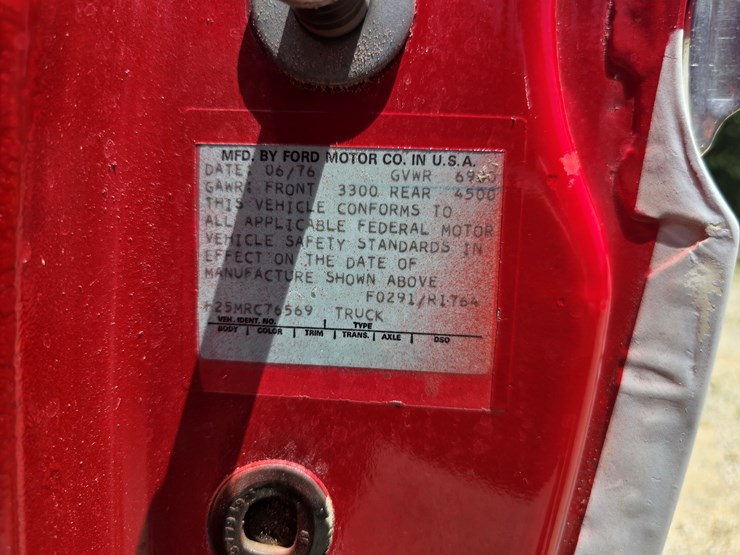 MFD. BY FORD MOTOR CO. IN U.S.A.
DATE: 06/76 GVWR
GAWR: FRONT 3300 REAR 4500
THIS VEHICLE CONFORMS TO
ALL APPLICABLE FEDERAL MOTOR
VEHICLE SAFETY STANDARDS IN
EFFECT ON THE DATE OF
MANUFACTURE SHOWN ABOVE
F0291/R1764
F25MRC76569 TRUCK
VEH. IDENT. NO. TYPE
BODY COLOR TRIM TRANS. AXLE DSO